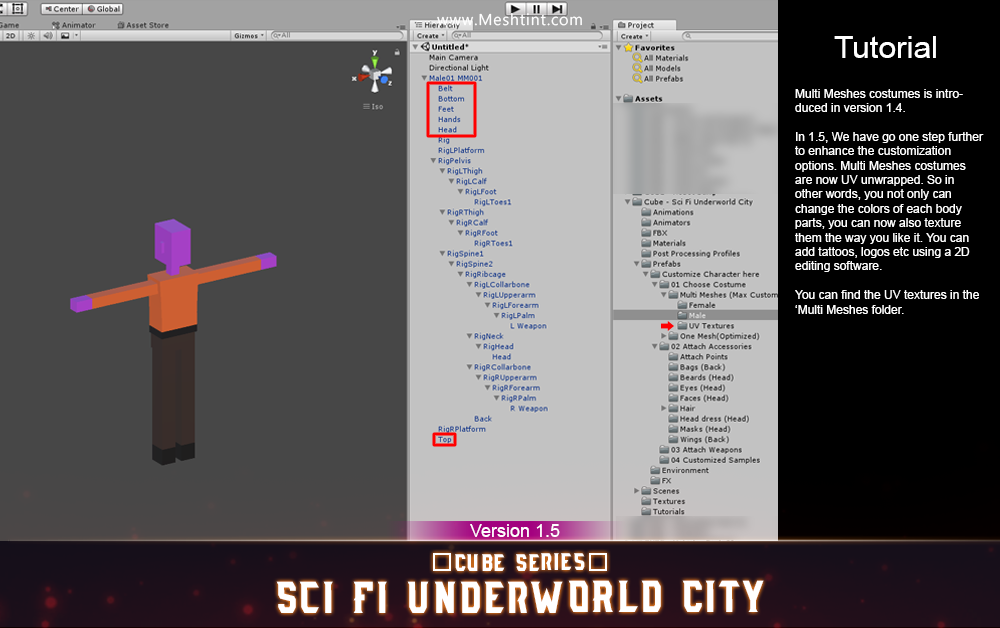 www.Meshtint.com
Center
Global
Game
Animator
Asset Store
2D
Gizmos
All
Hierarchy
Create
All
Untitled*
Main Camera
Directional Light
Male01 MM001
Belt
Bottom
Feet
Hands
Head
Rig
RigLPlatform
RigPelvis
RigLThigh
RigLCalf
RigLFoot
RigLToes1
RigRThigh
RigRCalf
RigRFoot
RigRToes1
RigSpine1
RigSpine2
RigRibcage
RigLCollarbone
RigLUpperarm
RigLForearm
RigLPalm
L Weapon
RigNeck
RigHead
Head
RigRCollarbone
RigRUpperarm
RigRForearm
RigRPalm
R Weapon
Back
RigRPlatform
Top
Project
Create
Favorites
All Materials
All Models
All Prefabs
Assets
Cube - Sci Fi Underworld City
Animations
Animators
FBX
Materials
Post Processing Profiles
Prefabs
Customize Character here
01 Choose Costume
Multi Meshes (Max Custom
Female
Male
UV Textures
One Mesh(Optimized)
02 Attach Accessories
Attach Points
Bags (Back)
Beards (Head)
Eyes (Head)
Faces (Head)
Hair
Head dress (Head)
Masks (Head)
Wings (Back)
03 Attach Weapons
04 Customized Samples
Environment
FX
Scenes
Textures
Tutorials
x
y
z
Iso
Tutorial
Multi Meshes costumes is intro-
duced in version 1.4.
In 1.5, We have go one step further
to enhance the customization
options. Multi Meshes costumes
are now UV unwrapped. So in
other words, you not only can
change the colors of each body
parts, you can now also texture
them the way you like it. You can
add tattoos, logos etc using a 2D
editing software.
You can find the UV textures in the
‘Multi Meshes folder.
Version 1.5
CUBE SERIES
SCI FI UNDERWORLD CITY